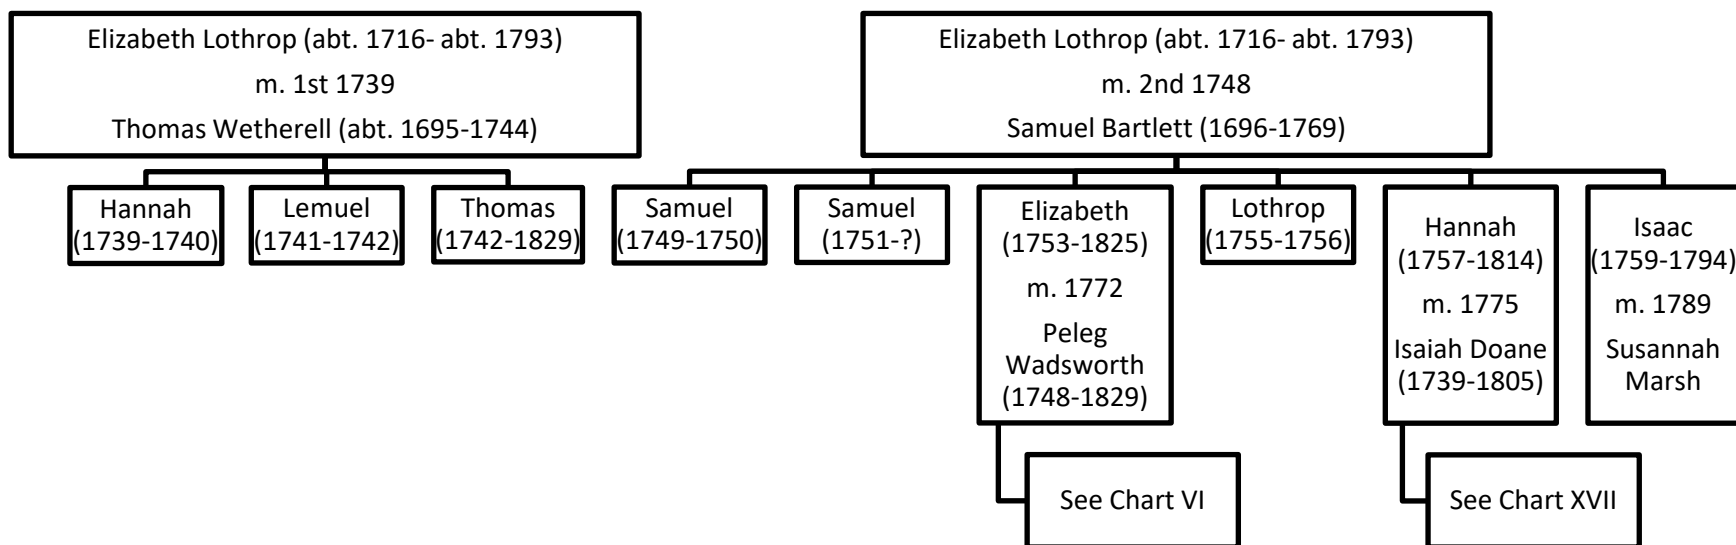 Elizabeth Lothrop (abt. 1716- abt. 1793)
m. 1st 1739
Thomas Wetherell (abt. 1695-1744)
Elizabeth Lothrop (abt. 1716- abt. 1793)
m. 2nd 1748
Samuel Bartlett (1696-1769)
Hannah
(1739-1740)
Lemuel
(1741-1742)
Thomas
(1742-1829)
Samuel
(1749-1750)
Samuel
(1751-?)
Elizabeth
(1753-1825)
m. 1772
Peleg
Wadsworth
(1748-1829)
Lothrop
(1755-1756)
Hannah
(1757-1814)
m. 1775
Isaiah Doane
(1739-1805)
Isaac
(1759-1794)
m. 1789
Susannah
Marsh
See Chart VI
See Chart XVII